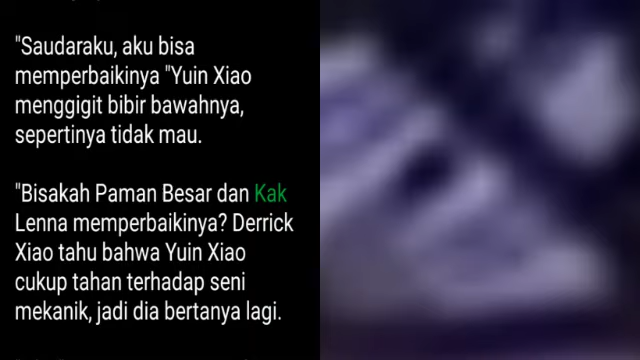 "Saudaraku, aku bisa
memperbaikinya "Yuin Xiao
menggigit bibir bawahnya,
sepertinya tidak mau.
"Bisakah Paman Besar dan Kak
Lenna memperbaikinya? Derrick
Xiao tahu bahwa Yuin Xiao
cukup tahan terhadap seni
mekanik, jadi dia bertanya lagi.